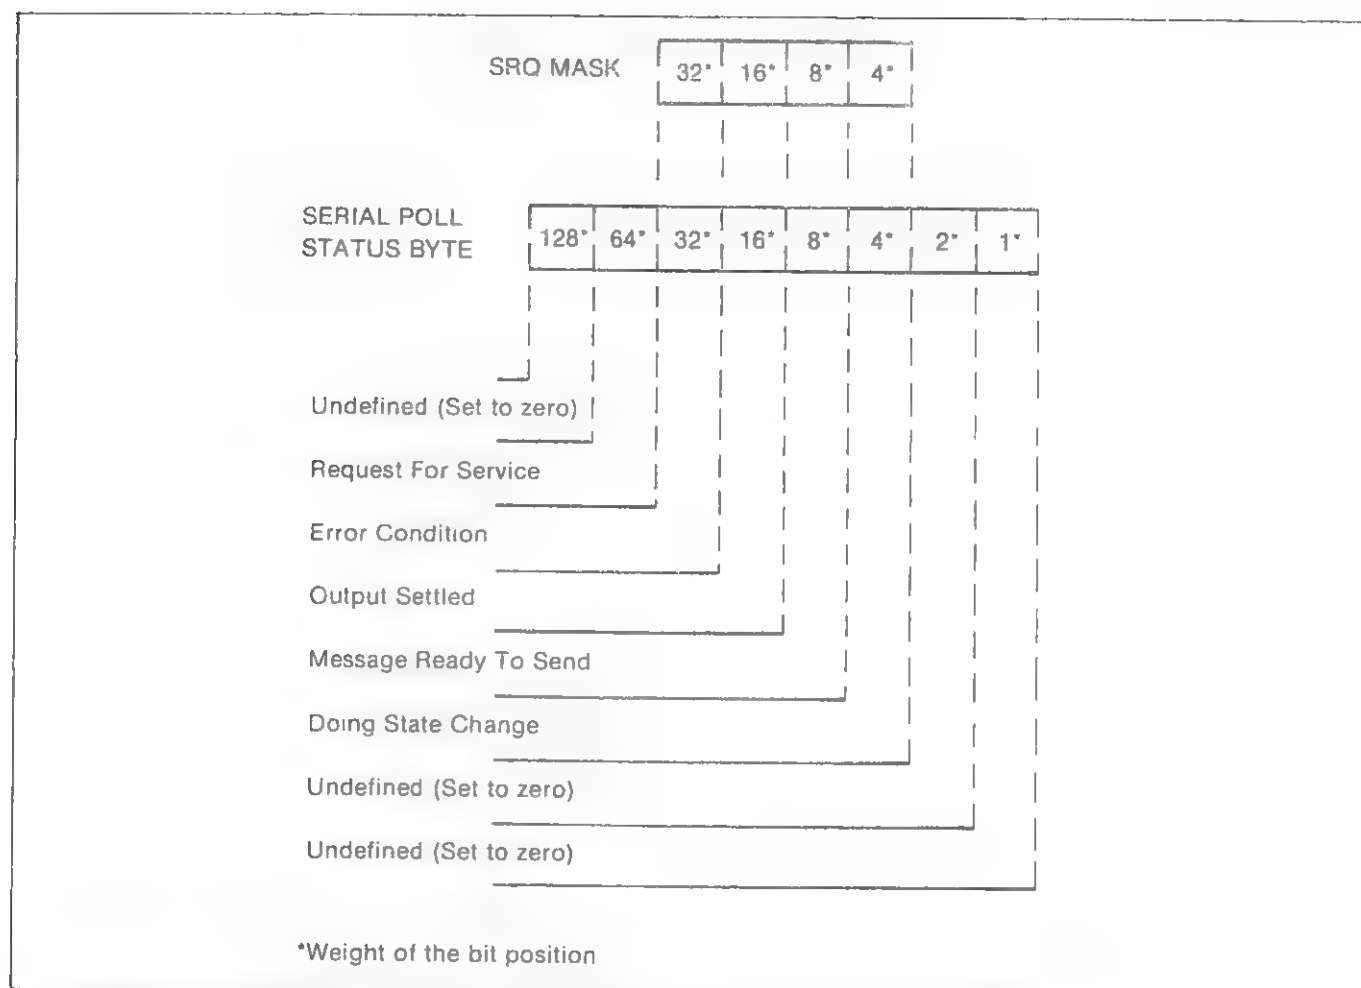 SRQ MASK 32* 16* 8* 4*
SERIAL POLL
STATUS BYTE 128* 64* 32* 16* 8* 4* 2* 1*
Undefined (Set to zero)
Request For Service
Error Condition
Output Settled
Message Ready To Send
Doing State Change
Undefined (Set to zero)
Undefined (Set to zero)
*Weight of the bit position